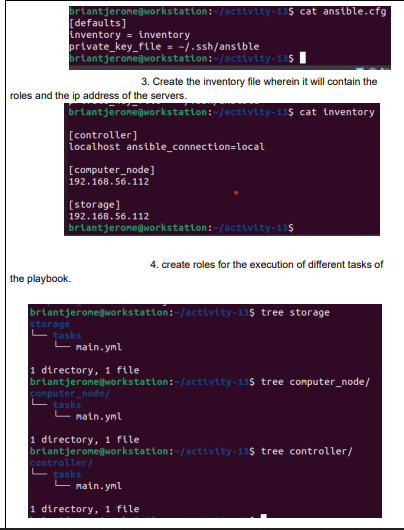 briantjerome@workstation:~/activity-13$ cat ansible.cfg
[defaults]
inventory = inventory
private_key_file = ~/.ssh/ansible
briantjerome@workstation:~/activity-13$
3. Create the inventory file wherein it will contain the
roles and the ip address of the servers.
briantjerome@workstation:~/activity-13$ cat inventory
[controller]
localhost ansible_connection=local
[computer_node]
192.168.56.112
[storage]
192.168.56.112
briantjerome@workstation:~/activity-13$
4. create roles for the execution of different tasks of
the playbook.
briantjerome@workstation:~/activity-13$ tree storage
storage
└── tasks
└── main.yml
1 directory, 1 file
briantjerome@workstation:~/activity-13$ tree computer_node/
computer_node/
└── tasks
└── main.yml
1 directory, 1 file
briantjerome@workstation:~/activity-13$ tree controller/
controller/
└── tasks
└── main.yml
1 directory, 1 file